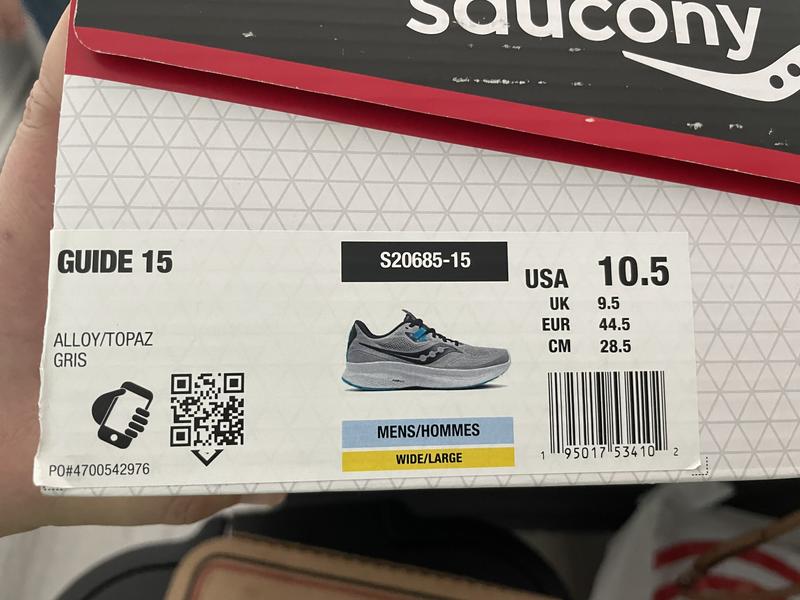 saucony
GUIDE 15
S20685-15
USA 10.5
UK 9.5
EUR 44.5
CM 28.5
ALLOY/TOPAZ
GRIS
MENS/HOMMES
WIDE/LARGE
PO#4700542976
1 95017 53410 2